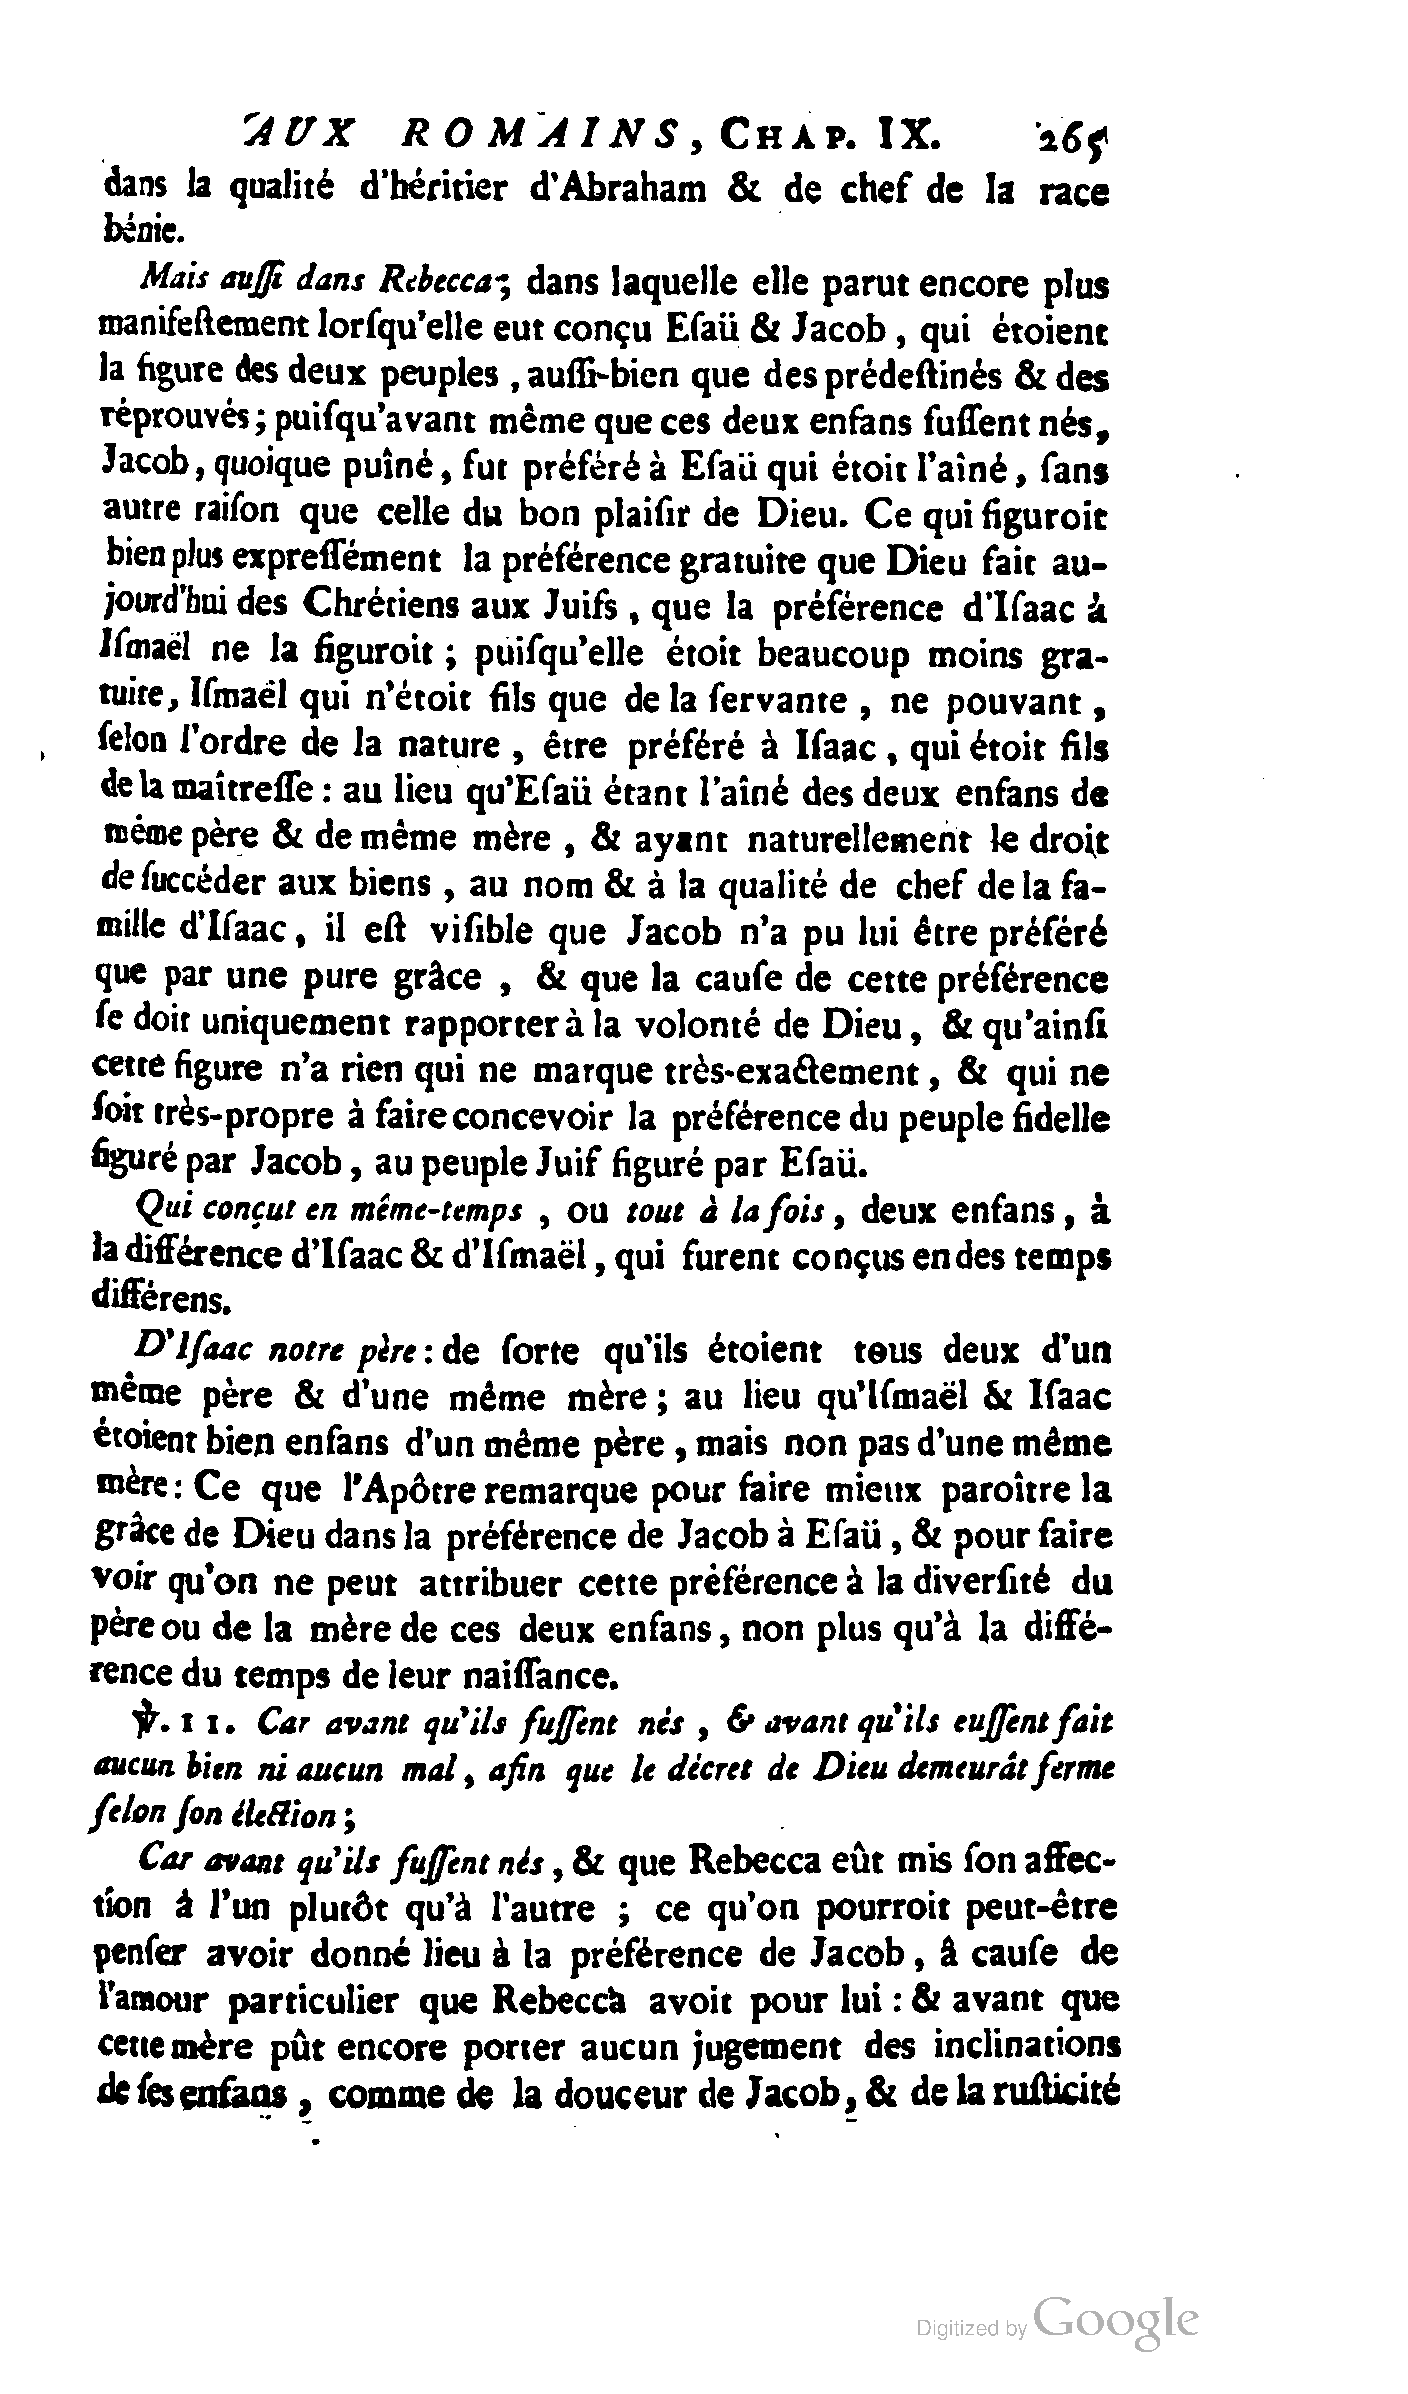 AUX ROMAINS, CHAP. IX. 265
dans la qualité d'héritier d'Abraham & de chef de la race
bénie.
Mais auſſi dans Rebecca; dans laquelle elle parut encore plus
manifeſtement lorſqu'elle eut conçu Eſaü & Jacob, qui étoient
la figure des deux peuples, auſſi-bien que des prédeſtinés & des
réprouvés; puiſqu'avant même que ces deux enfans fuſſent nés,
Jacob, quoique puîné, fut préféré à Eſaü qui étoit l'aîné, ſans
autre raiſon que celle du bon plaiſir de Dieu. Ce qui figuroit
bien plus expreſſément la préférence gratuite que Dieu fait au-
jourd'hui des Chrétiens aux Juifs, que la préférence d'Iſaac à
Iſmaël ne la figuroit; puiſqu'elle étoit beaucoup moins gra-
tuite, Iſmaël qui n'étoit fils que de la ſervante, ne pouvant,
ſelon l'ordre de la nature, être préféré à Iſaac, qui étoit fils
de la maîtreſſe: au lieu qu'Eſaü étant l'aîné des deux enfans de
même père & de même mère, & ayant naturellement le droit
de ſuccéder aux biens, au nom & à la qualité de chef de la fa-
mille d'Iſaac, il eſt viſible que Jacob n'a pu lui être préféré
que par une pure grâce, & que la cauſe de cette préférence
ſe doit uniquement rapporter à la volonté de Dieu, & qu'ainſi
cette figure n'a rien qui ne marque très-exactement, & qui ne
ſoit très-propre à faire concevoir la préférence du peuple fidelle
figuré par Jacob, au peuple Juif figuré par Eſaü.
Qui conçut en même-temps, ou tout à la fois, deux enfans, à
la différence d'Iſaac & d'Iſmaël, qui furent conçus en des temps
différens.
D'Iſaac notre père: de ſorte qu'ils étoient tous deux d'un
même père & d'une même mère; au lieu qu'Iſmaël & Iſaac
étoient bien enfans d'un même père, mais non pas d'une même
mère: Ce que l'Apôtre remarque pour faire mieux paroître la
grâce de Dieu dans la préférence de Jacob à Eſaü, & pour faire
voir qu'on ne peut attribuer cette préférence à la diverſité du
père ou de la mère de ces deux enfans, non plus qu'à la diffé-
rence du temps de leur naiſſance.
℣. 11. Car avant qu'ils fuſſent nés, & avant qu'ils euſſent fait
aucun bien ni aucun mal, afin que le décret de Dieu demeurât ferme
ſelon ſon élection;
Car avant qu'ils fuſſent nés, & que Rebecca eût mis ſon affec-
tion à l'un plutôt qu'à l'autre; ce qu'on pourroit peut-être
penſer avoir donné lieu à la préférence de Jacob, à cauſe de
l'amour particulier que Rebecca avoit pour lui: & avant que
cette mère pût encore porter aucun jugement des inclinations
de ſes enfans, comme de la douceur de Jacob, & de la ruſticité
Digitized by Google